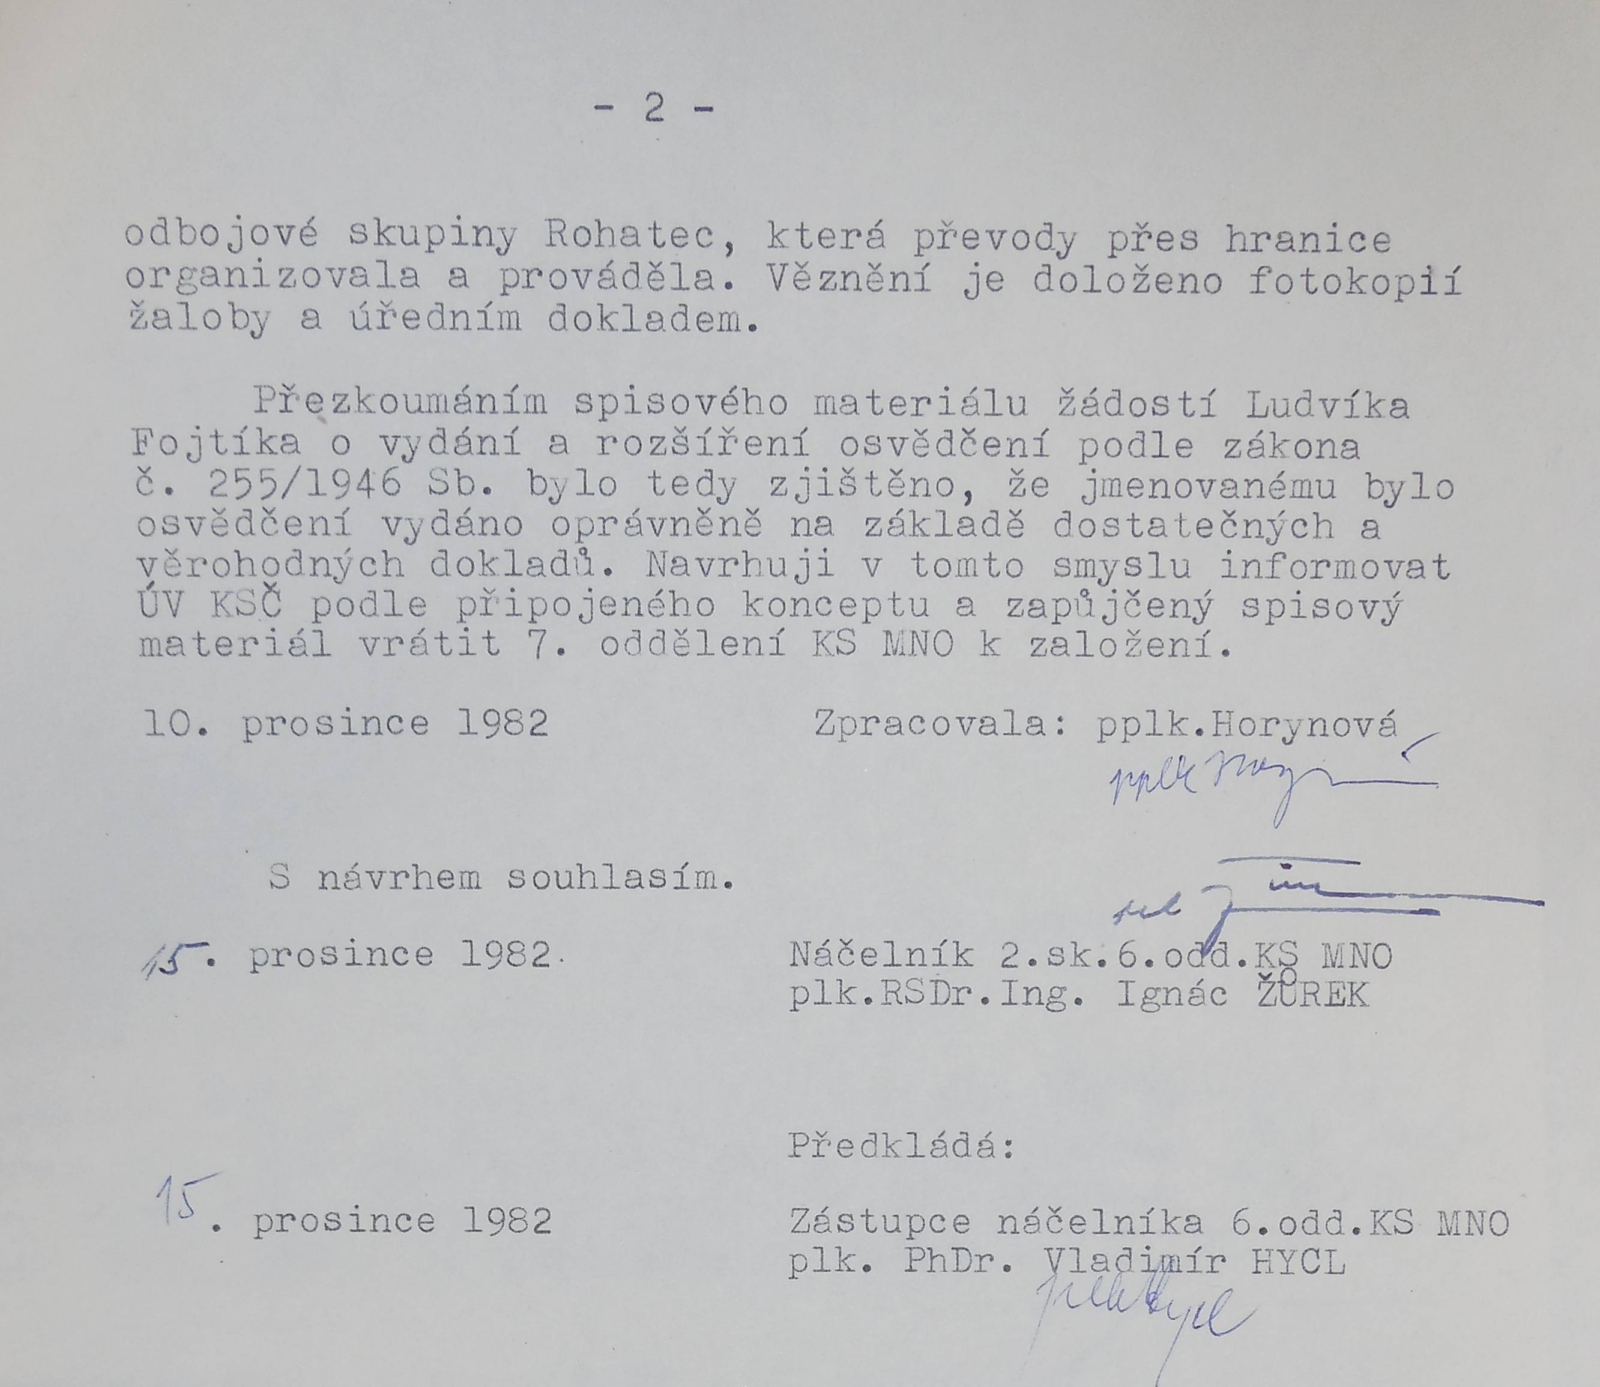 - 2 -
odbojové skupiny Rohatec, která převody přes hranice
organizovala a prováděla. Věznění je doloženo fotokopií
žaloby a úředním dokladem.
Přezkoumáním spisového materiálu žádostí Ludvíka
Fojtíka o vydání a rozšíření osvědčení podle zákona
č. 255/1946 Sb. bylo tedy zjištěno, že jmenovanému bylo
osvědčení vydáno oprávněně na základě dostatečných a
věrohodných dokladů. Navrhuji v tomto smyslu informovat
ÚV KSČ podle připojeného konceptu a zapůjčený spisový
materiál vrátit 7. oddělení KS MNO k založení.
10. prosince 1982 Zpracovala: pplk.Horynová
pplk
S návrhem souhlasím.
15. prosince 1982. Náčelník 2.sk.6.odd.KS MNO
plk.RSDr.Ing. Ignác ŽŮREK
Předkládá:
15. prosince 1982 Zástupce náčelníka 6.odd.KS MNO
plk. PhDr. Vladimír HYCL